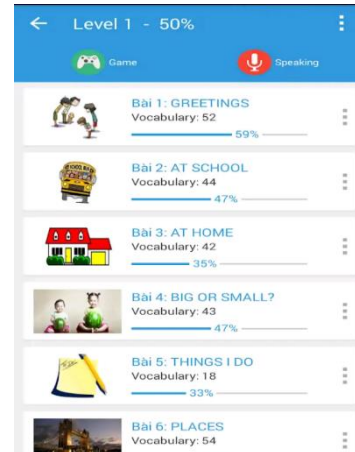 Level 1 - 50%
Game
Speaking
Bài 1: GREETINGS
Vocabulary: 52
59%
Bài 2: AT SCHOOL
Vocabulary: 44
47%
Bài 3: AT HOME
Vocabulary: 42
35%
Bài 4: BIG OR SMALL?
Vocabulary: 43
47%
Bài 5: THINGS I DO
Vocabulary: 18
33%
Bài 6: PLACES
Vocabulary: 54